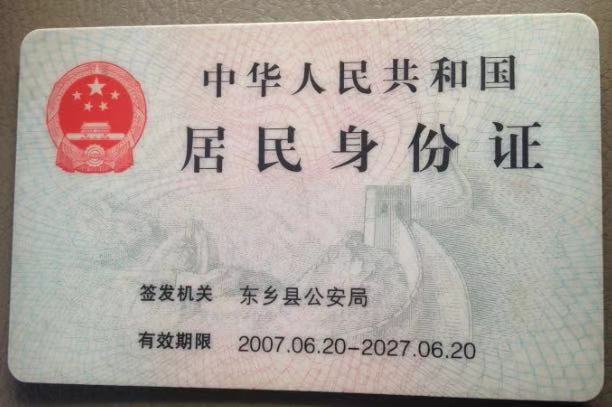 中华人民共和国
居民身份证
签发机关 东乡县公安局
有效期限 2007.06.20-2027.06.20